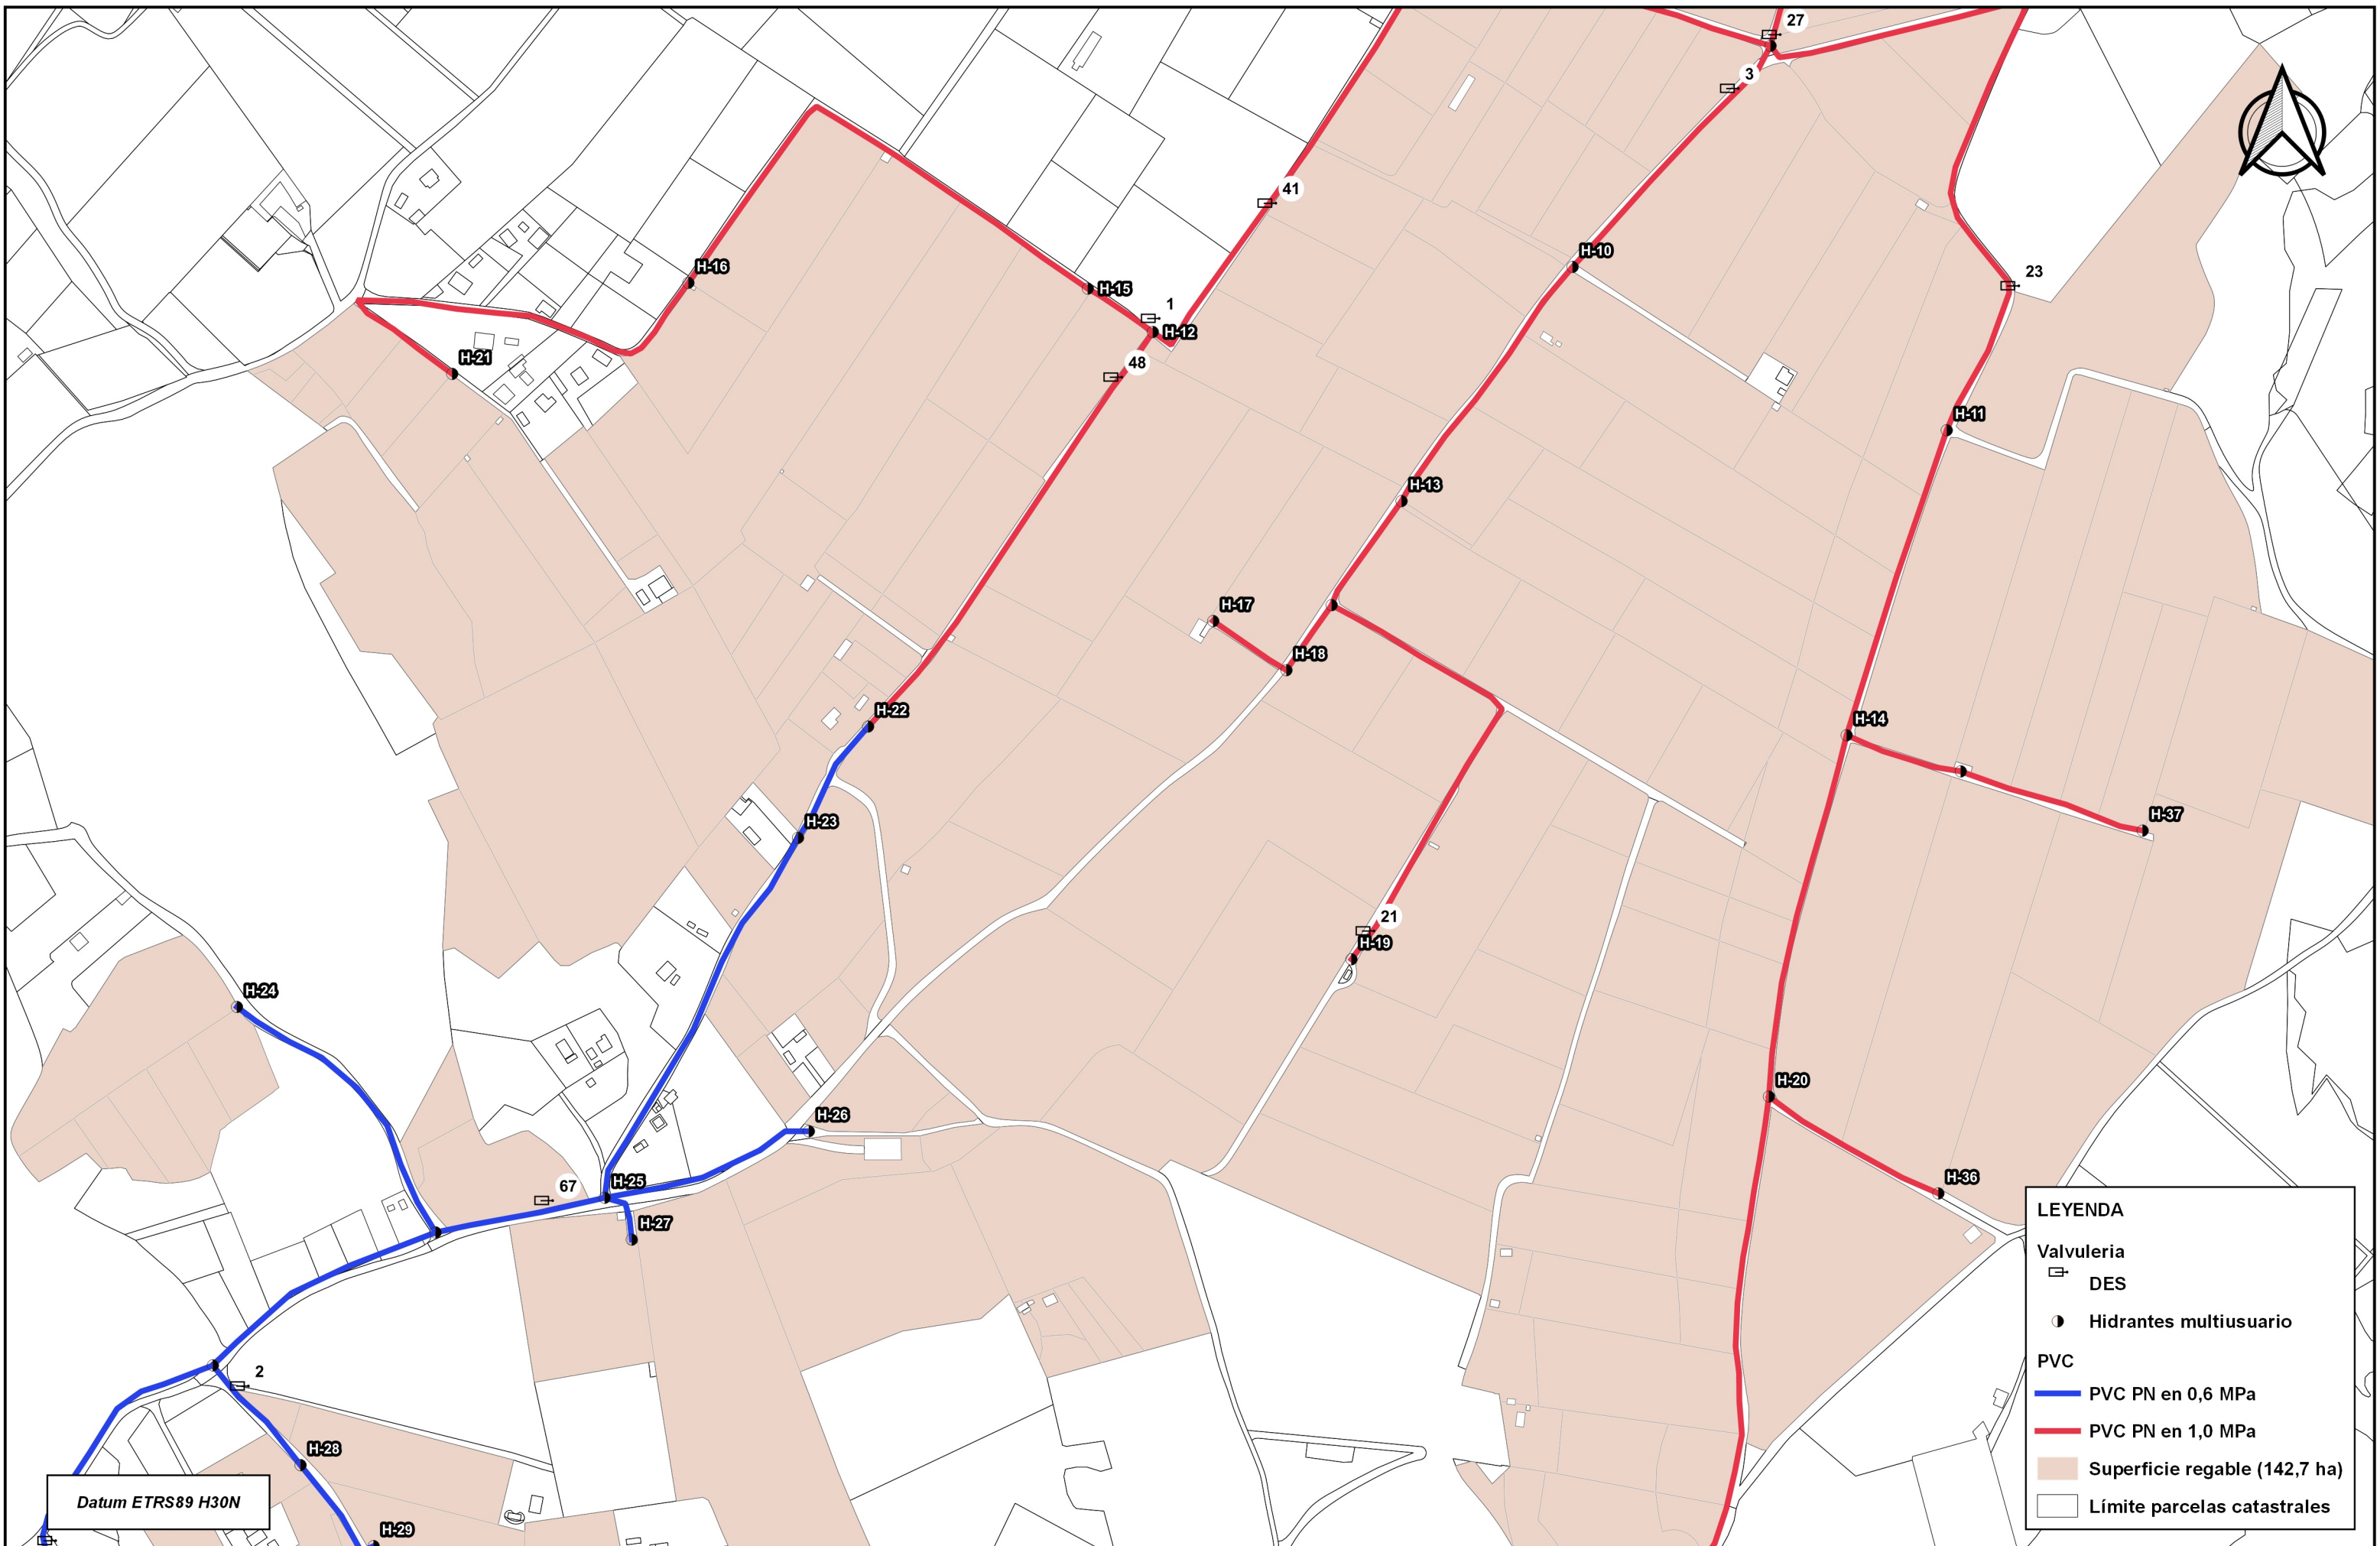 27
3
41
H-10
H-16
23
H-15
1
H-12
H-21
48
H-11
H-13
H-17
H-18
H-22
H-14
H-23
H-37
21
H-19
H-24
H-20
H-26
H-36
67
H-25
H-27
2
H-28
H-29
Datum ETRS89 H30N
LEYENDA
Valvuleria
DES
Hidrantes multiusuario
PVC
PVC PN en 0,6 MPa
PVC PN en 1,0 MPa
Superficie regable (142,7 ha)
Límite parcelas catastrales